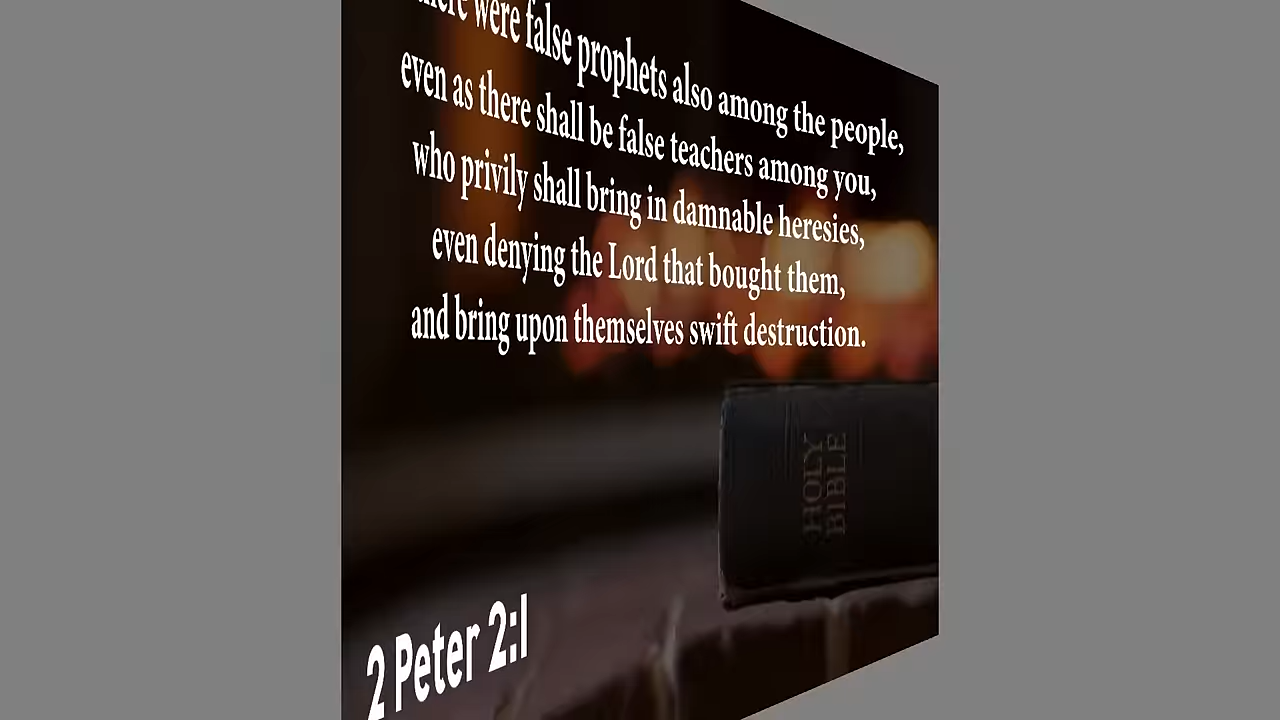 there were false prophets also among the people,
even as there shall be false teachers among you,
who privily shall bring in damnable heresies,
even denying the Lord that bought them,
and bring upon themselves swift destruction.
HOLY
BIBLE
2 Peter 2:1